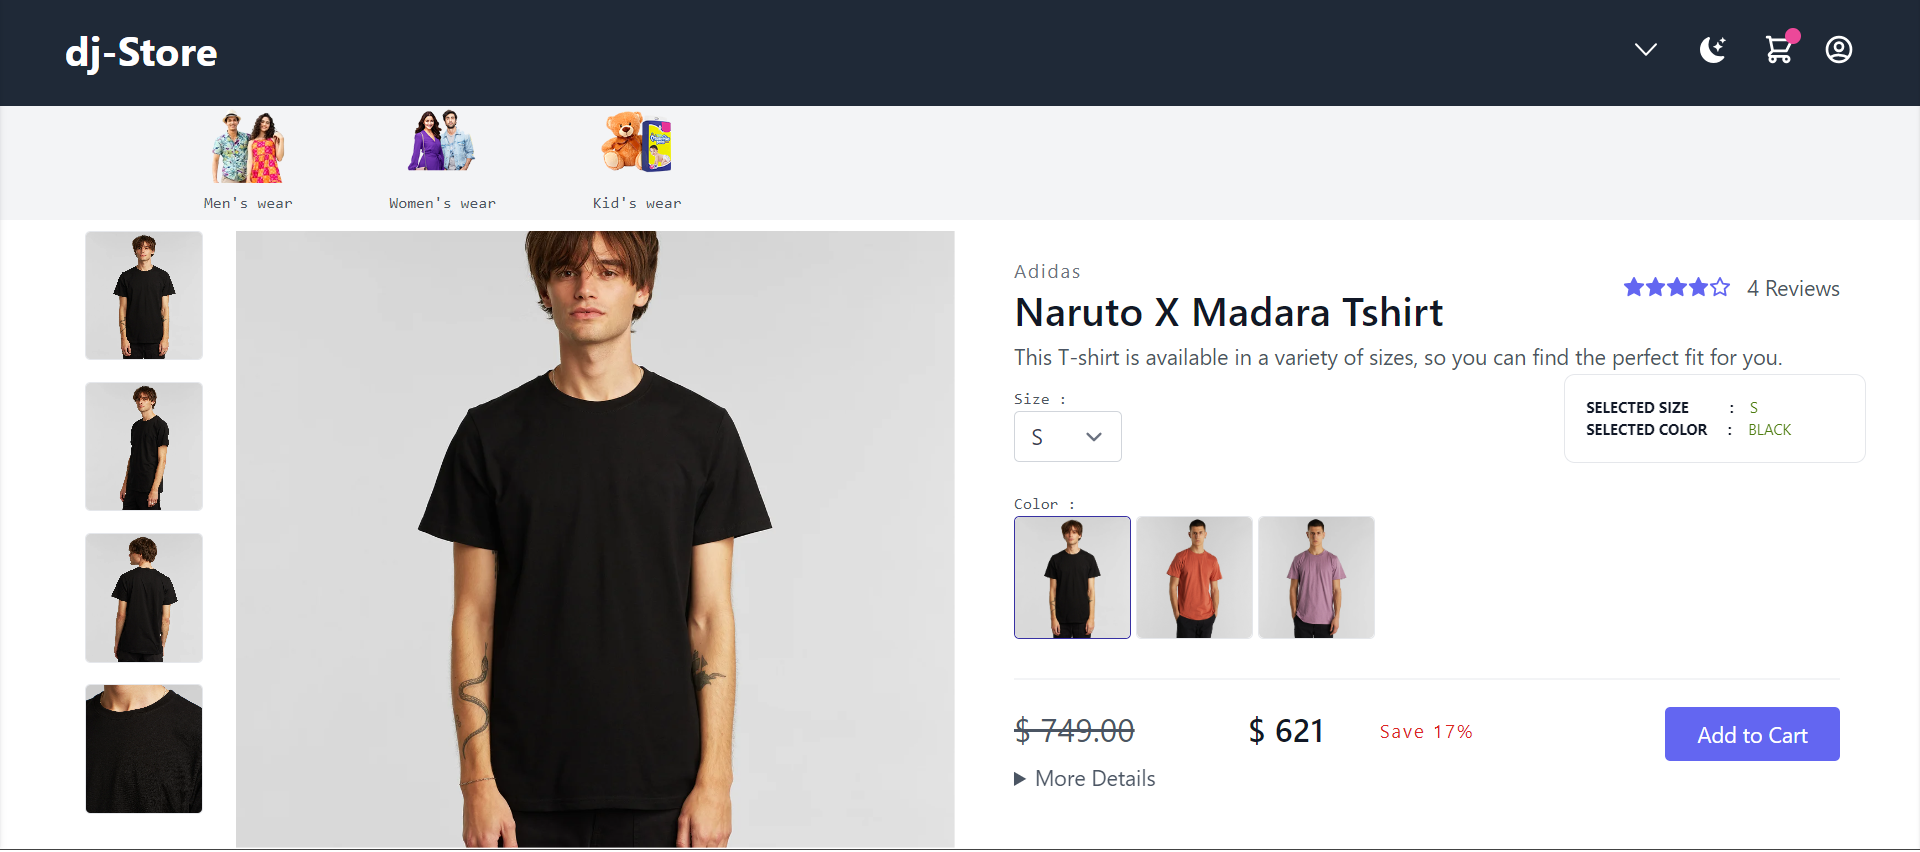 dj-Store
Men's wear
Women's wear
Kid's wear
Adidas
Naruto X Madara Tshirt
4 Reviews
This T-shirt is available in a variety of sizes, so you can find the perfect fit for you.
Size :
S
SELECTED SIZE : S
SELECTED COLOR : BLACK
Color :
$ 749.00
$ 621
Save 17%
Add to Cart
More Details